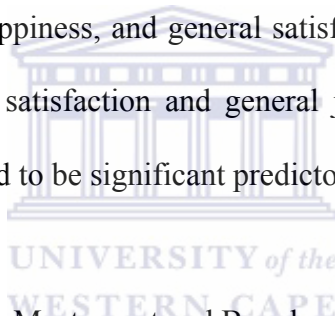 ppiness, and general satisf
satisfaction and general j
d to be significant predicto
UNIVERSITY of the
WESTERN CAPE